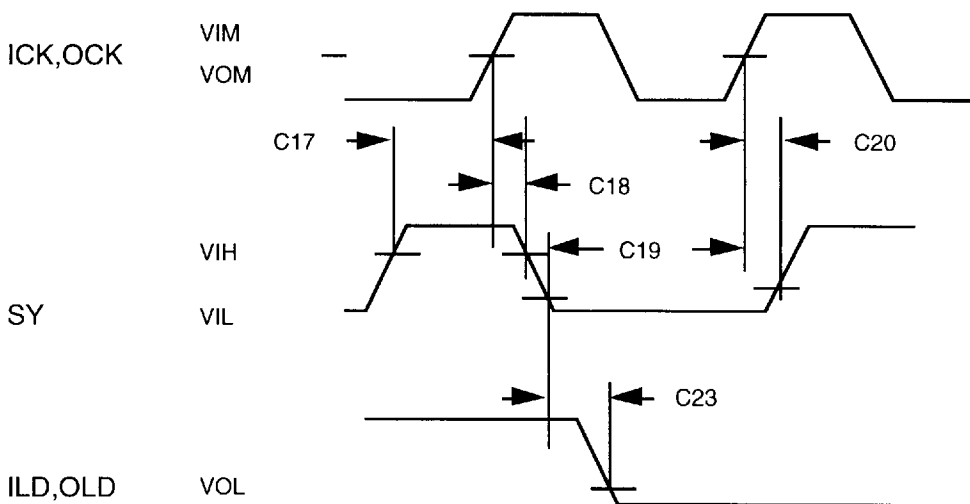 ICK,OCK
VIM
VOM
C17
C20
C18
SY
VIH
VIL
C19
C23
ILD,OLD
VOL